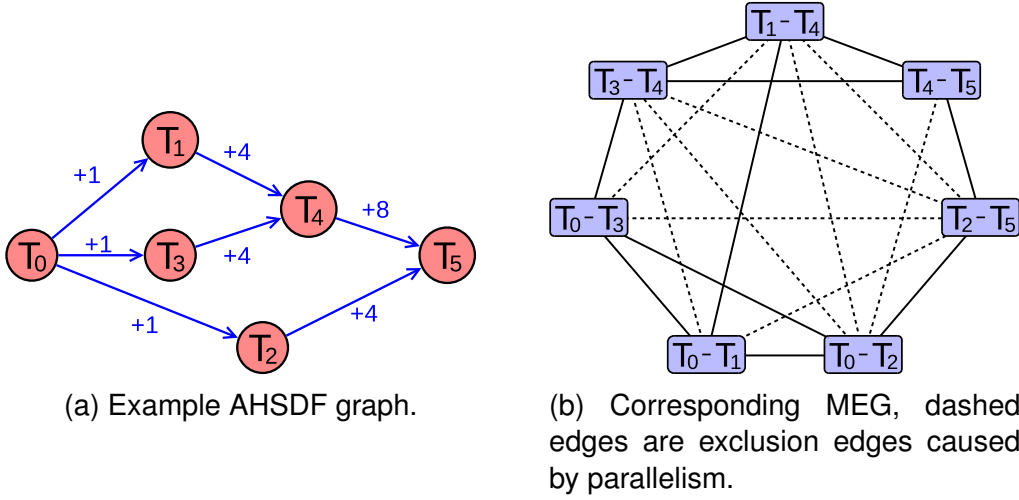 T₁
+1
+4
T₄
+8
T₀
+1
T₃
+4
T₅
+1
+4
T₂
(a) Example AHSDF graph.
T₁–T₄
T₃–T₄
T₄–T₅
T₀–T₃
T₂–T₅
T₀–T₁
T₀–T₂
(b) Corresponding MEG, dashed
edges are exclusion edges caused
by parallelism.